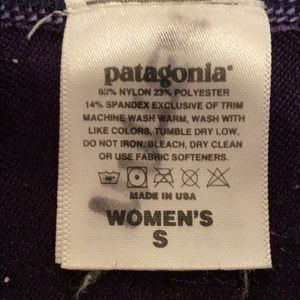 patagonia®
63% NYLON 23% POLYESTER
14% SPANDEX EXCLUSIVE OF TRIM
MACHINE WASH WARM, WASH WITH
LIKE COLORS, TUMBLE DRY LOW.
DO NOT IRON, BLEACH, DRY CLEAN
OR USE FABRIC SOFTENERS.
40°
MADE IN USA
WOMEN'S
S